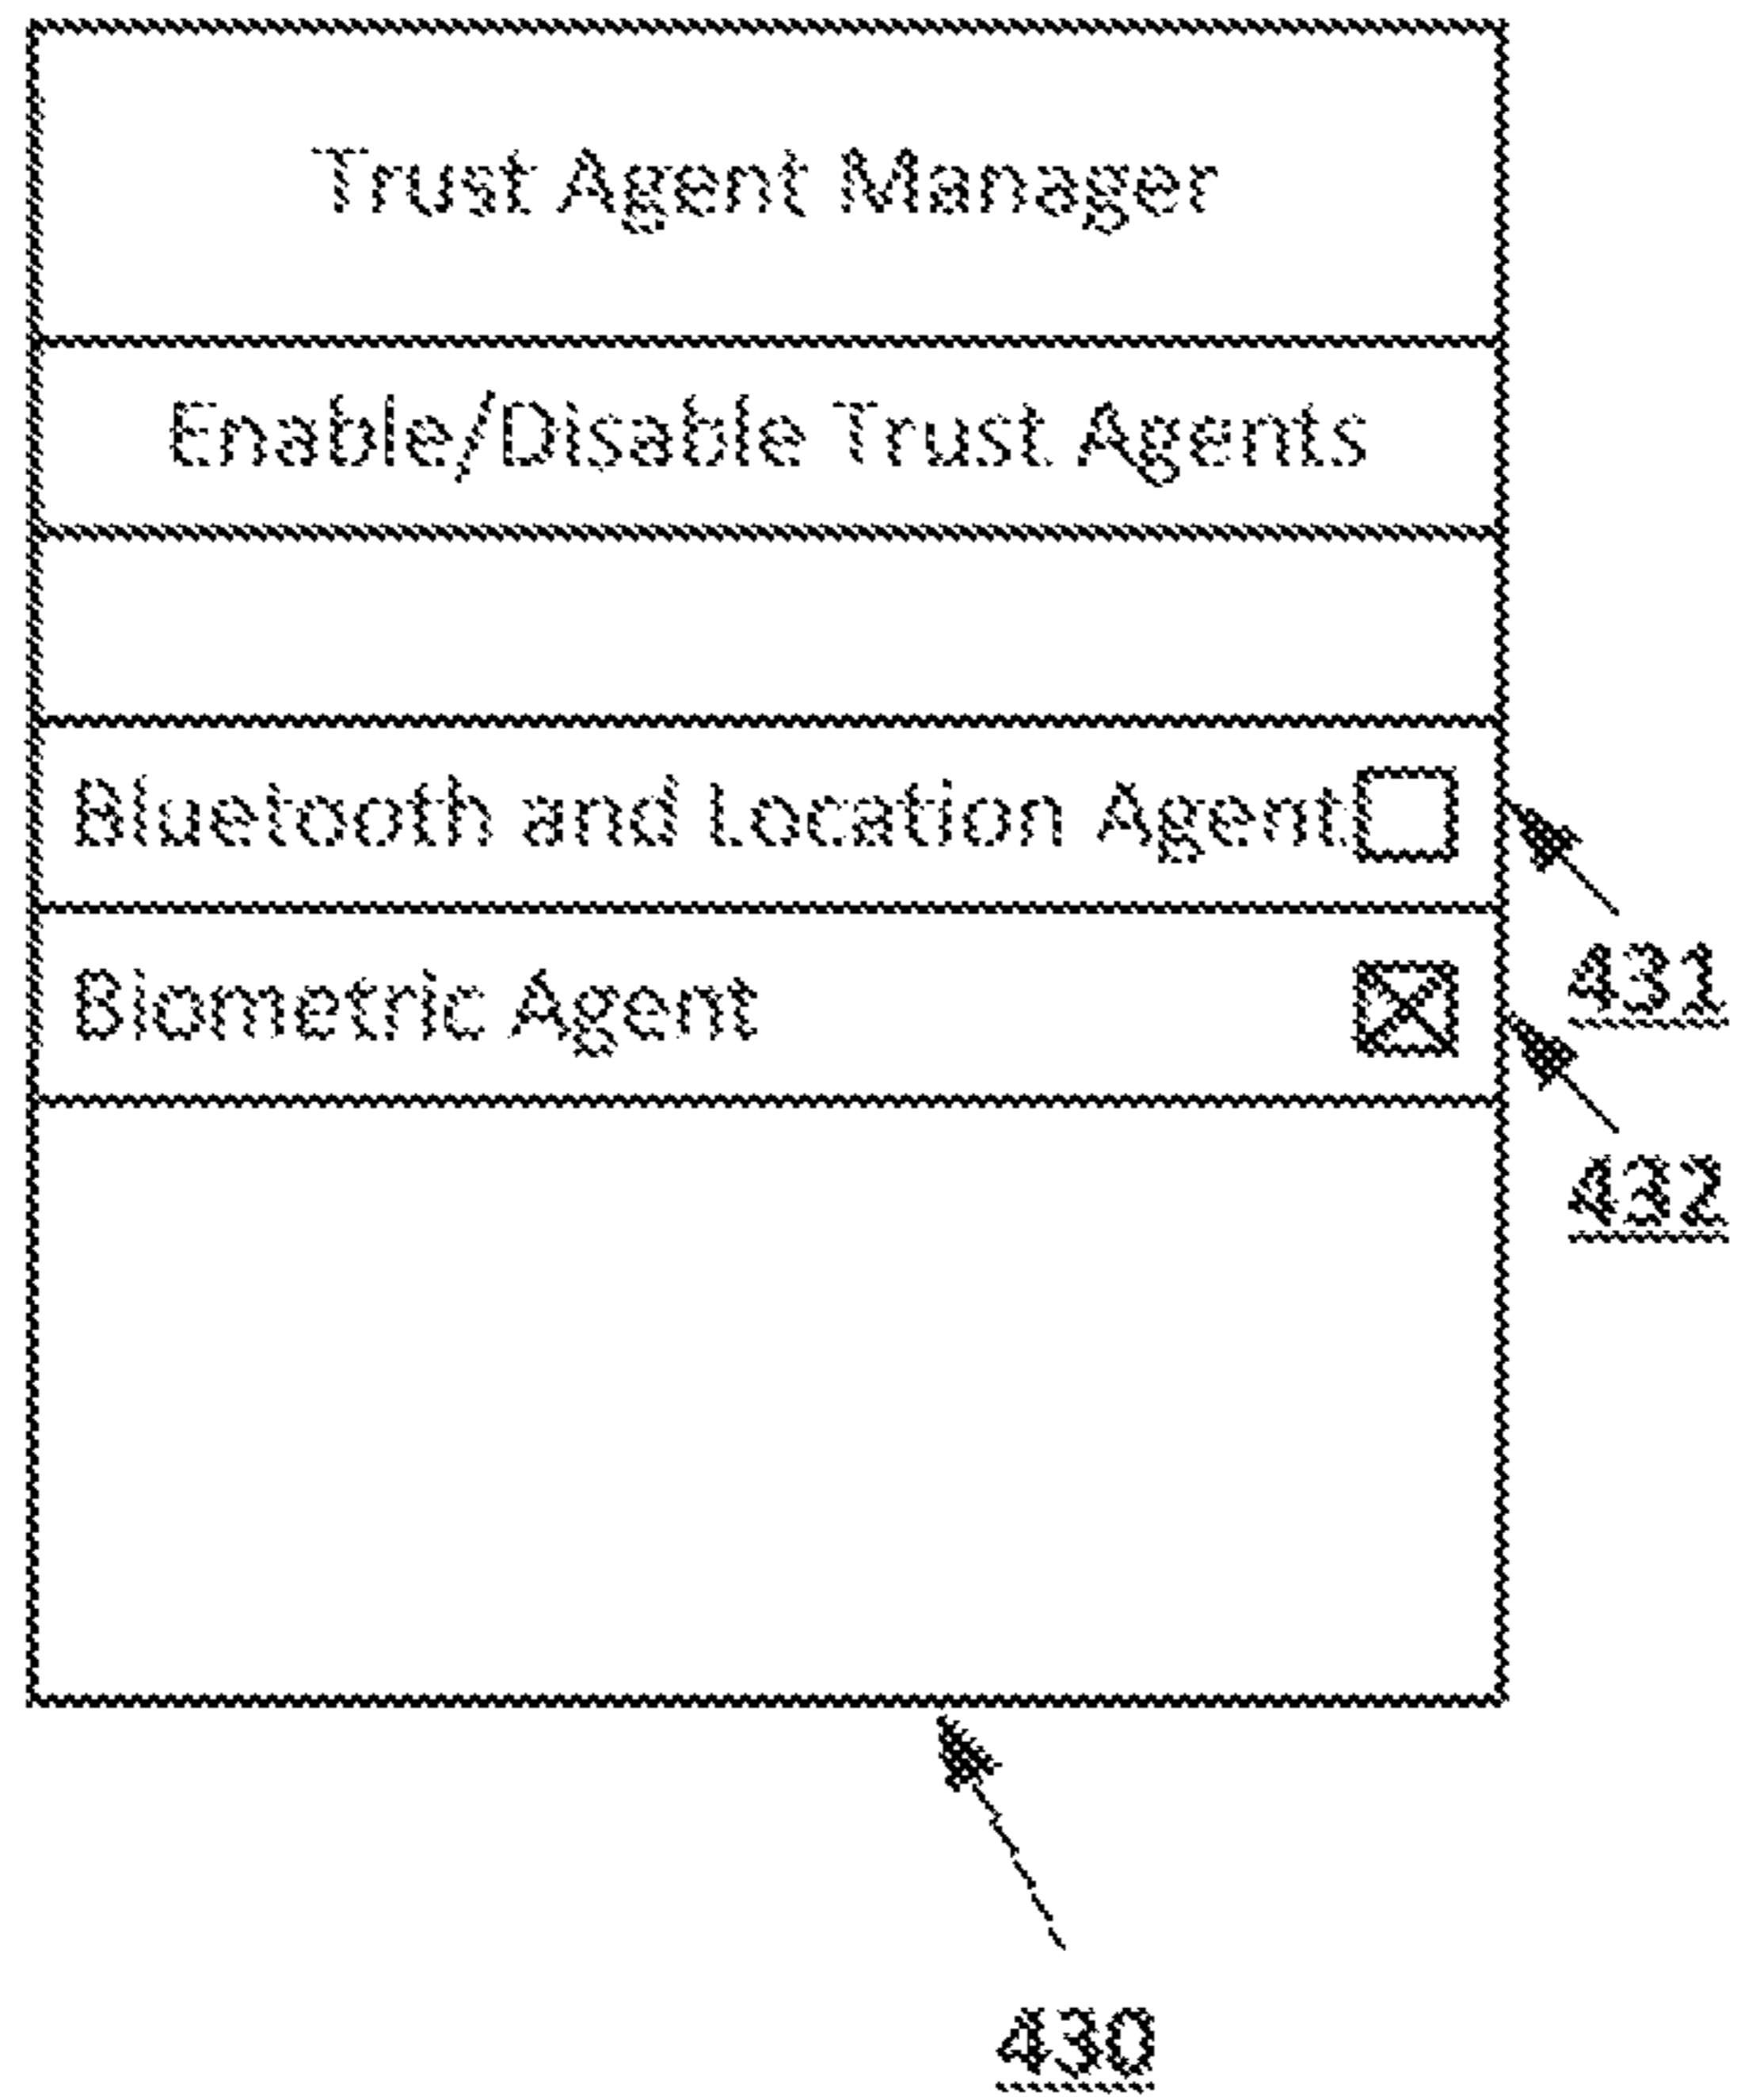 Trust Agent Manager
Enable/Disable Trust Agents
Bluetooth and Location Agent
431
Biometric Agent
432
430